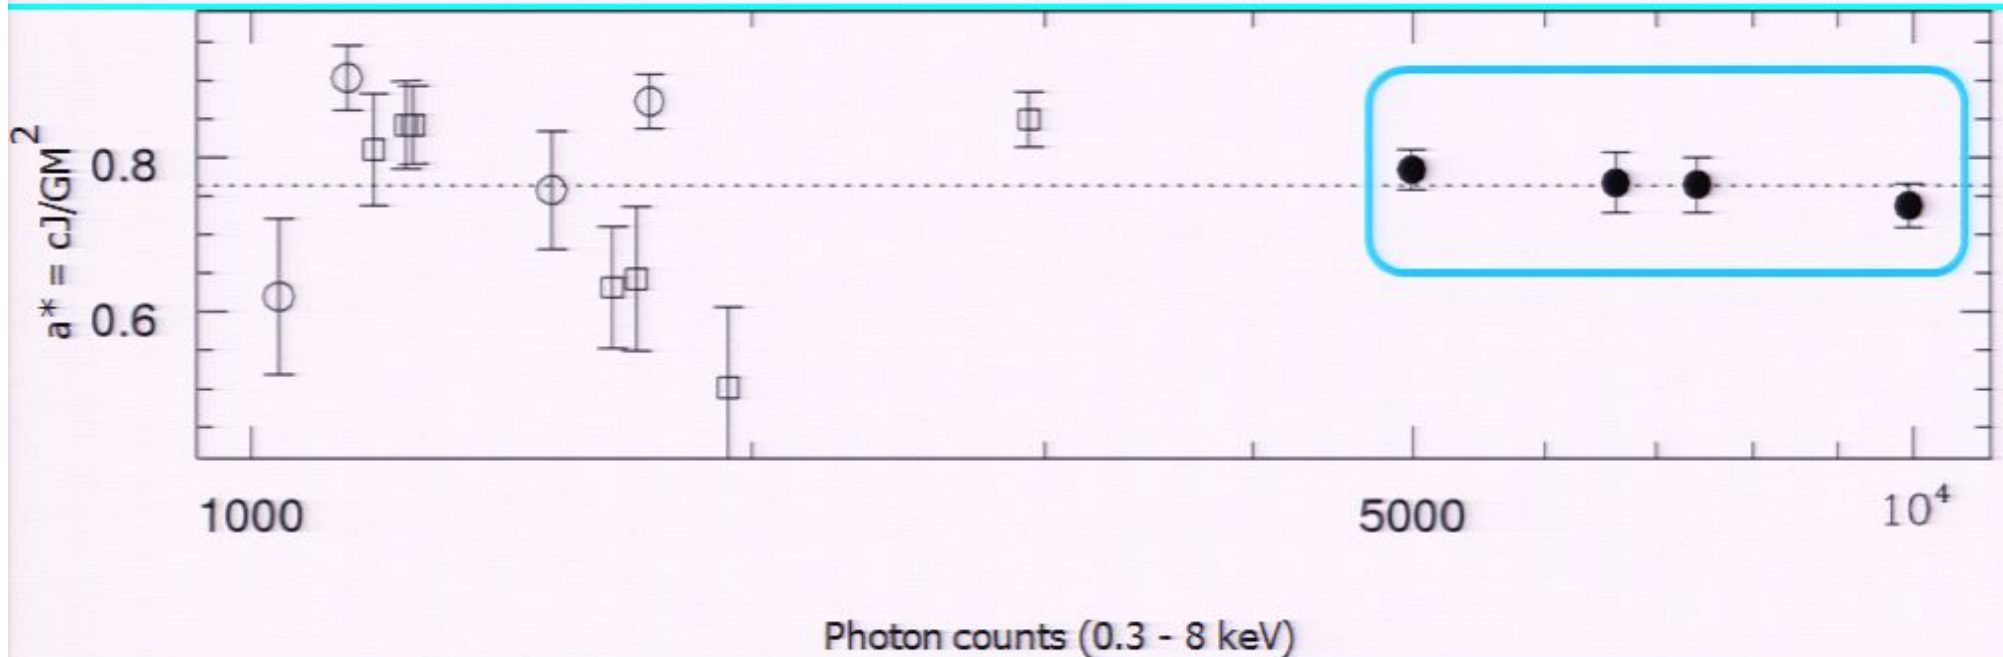 a* = cJ/GM²
0.8
0.6
1000
5000
10⁴
Photon counts (0.3 - 8 keV)